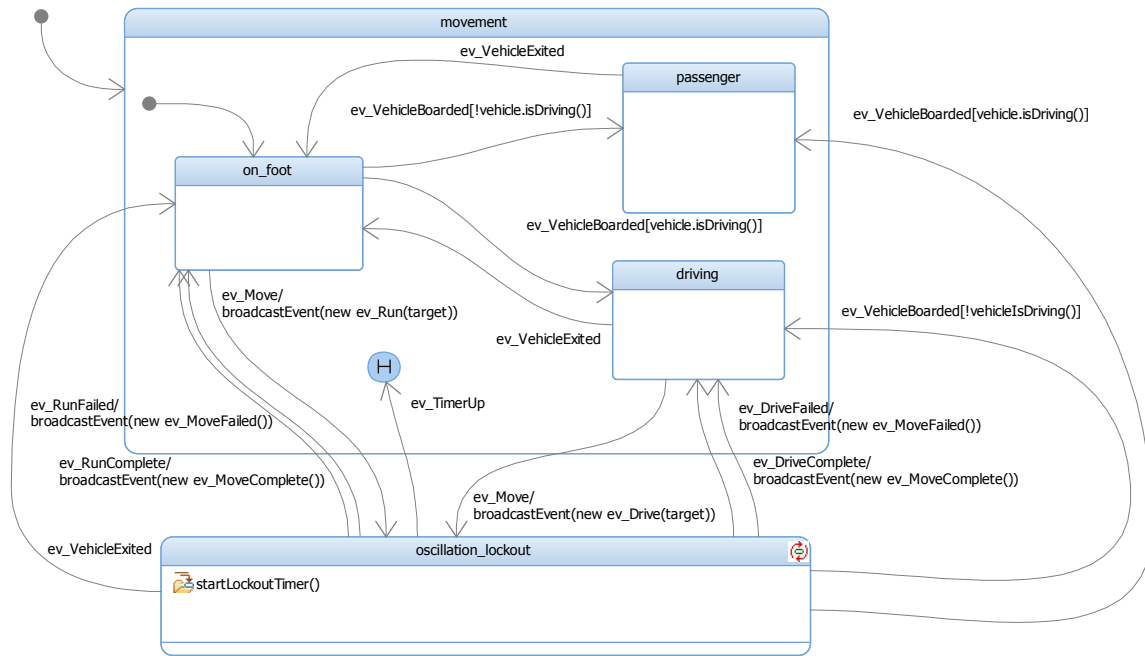 movement
ev_VehicleExited
passenger
ev_VehicleBoarded[!vehicle.isDriving()]
ev_VehicleBoarded[vehicle.isDriving()]
on_foot
ev_VehicleBoarded[vehicle.isDriving()]
driving
ev_Move/
broadcastEvent(new ev_Run(target))
ev_VehicleBoarded[!vehicleIsDriving()]
ev_VehicleExited
H
ev_TimerUp
ev_RunFailed/
broadcastEvent(new ev_MoveFailed())
ev_DriveFailed/
broadcastEvent(new ev_MoveFailed())
ev_RunComplete/
broadcastEvent(new ev_MoveComplete())
ev_DriveComplete/
broadcastEvent(new ev_MoveComplete())
ev_Move/
broadcastEvent(new ev_Drive(target))
ev_VehicleExited
oscillation_lockout
startLockoutTimer()